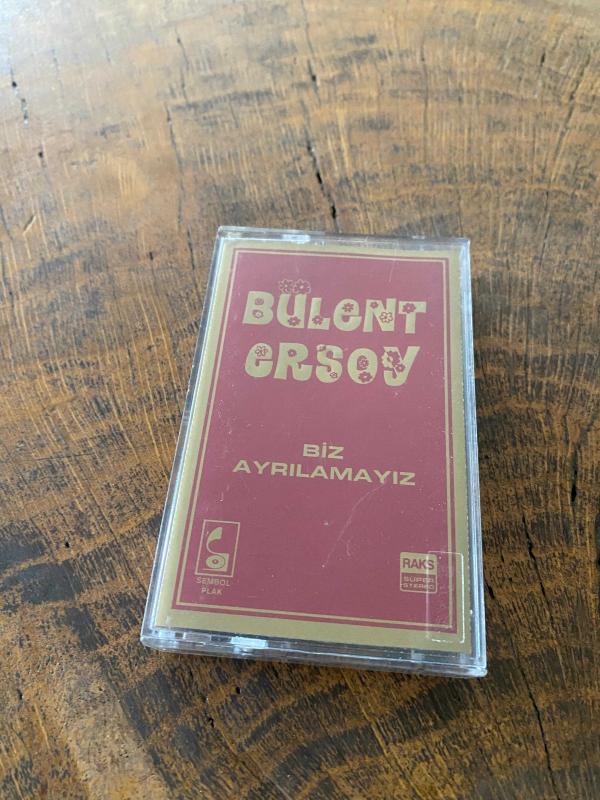 BÜLENT
ERSOY
BİZ
AYRILAMAYIZ
SEMBOL
PLAK
RAKS
SÜPER
STEREO